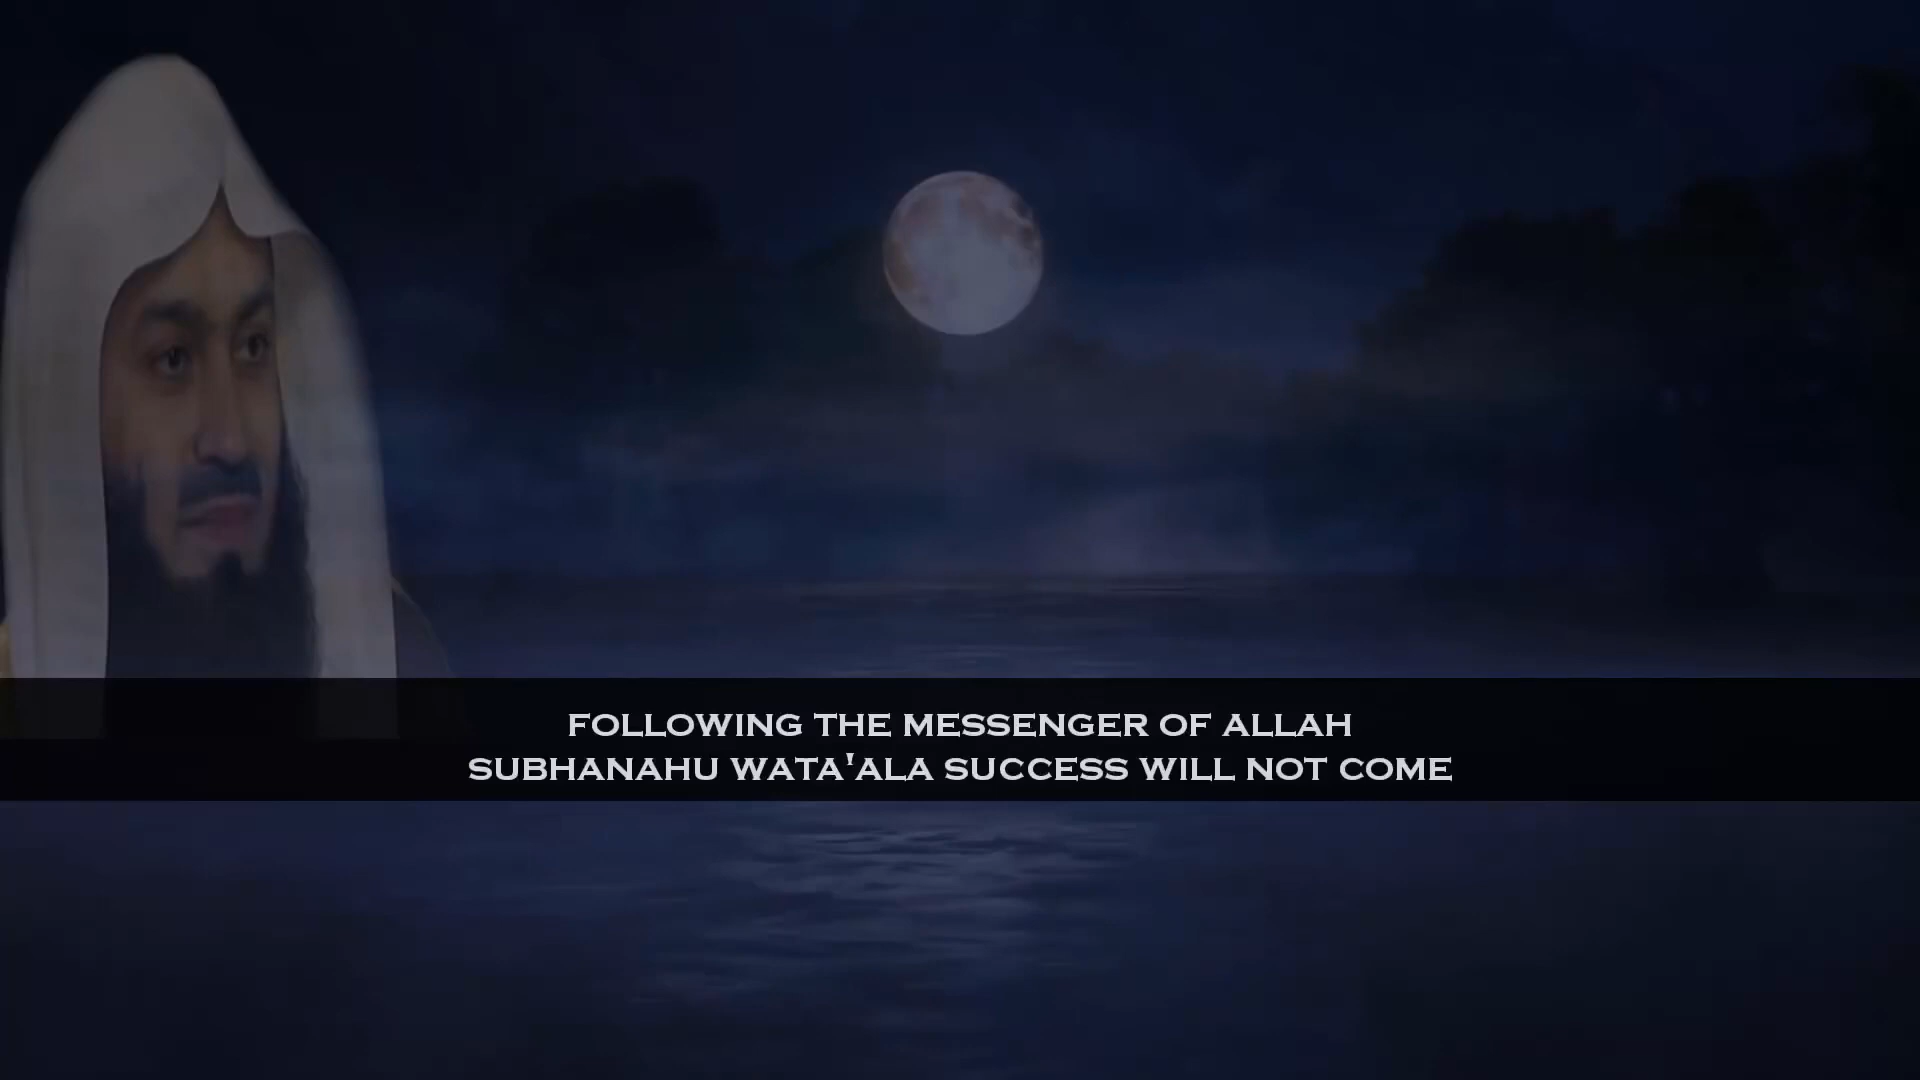 FOLLOWING THE MESSENGER OF ALLAH
SUBHANAHU WATA'ALA SUCCESS WILL NOT COME